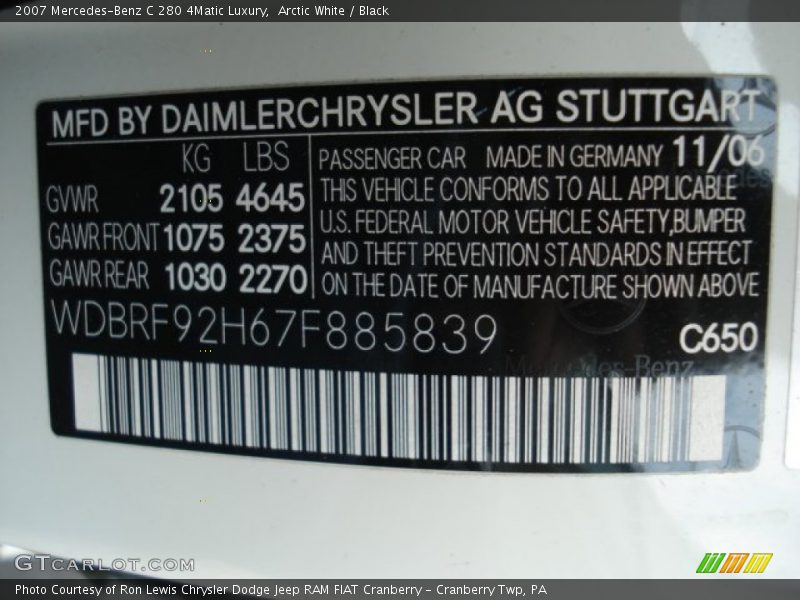 2007 Mercedes-Benz C 280 4Matic Luxury, Arctic White / Black
MFD BY DAIMLERCHRYSLER AG STUTTGART
KG LBS
GVWR 2105 4645
GAWR FRONT 1075 2375
GAWR REAR 1030 2270
PASSENGER CAR MADE IN GERMANY 11/06
THIS VEHICLE CONFORMS TO ALL APPLICABLE
U.S. FEDERAL MOTOR VEHICLE SAFETY, BUMPER
AND THEFT PREVENTION STANDARDS IN EFFECT
ON THE DATE OF MANUFACTURE SHOWN ABOVE
WDBRF92H67F885839
C650
Mercedes-Benz
GTCARLOT.COM
Photo Courtesy of Ron Lewis Chrysler Dodge Jeep RAM FIAT Cranberry - Cranberry Twp, PA